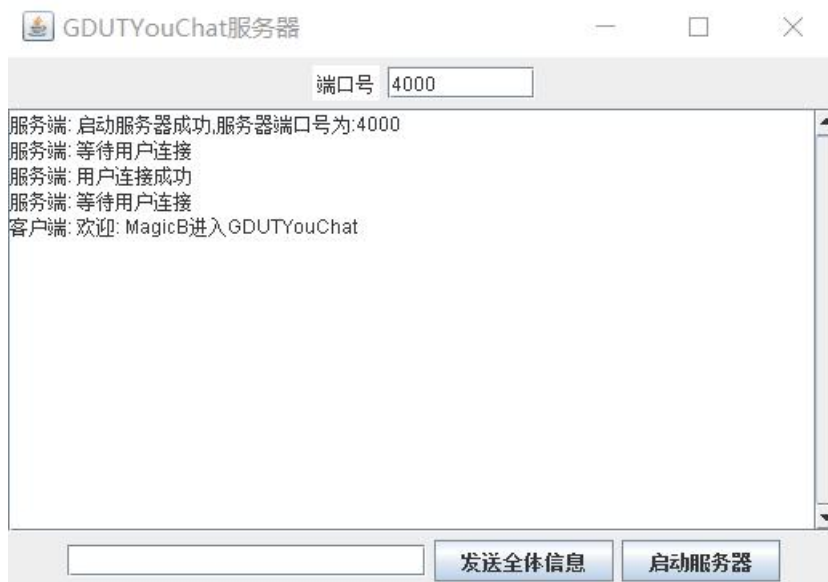 GDUTYouChat服务器
端口号 4000
服务端: 启动服务器成功,服务器端口号为:4000
服务端: 等待用户连接
服务端: 用户连接成功
服务端: 等待用户连接
客户端: 欢迎: MagicB进入GDUTYouChat
发送全体信息 启动服务器